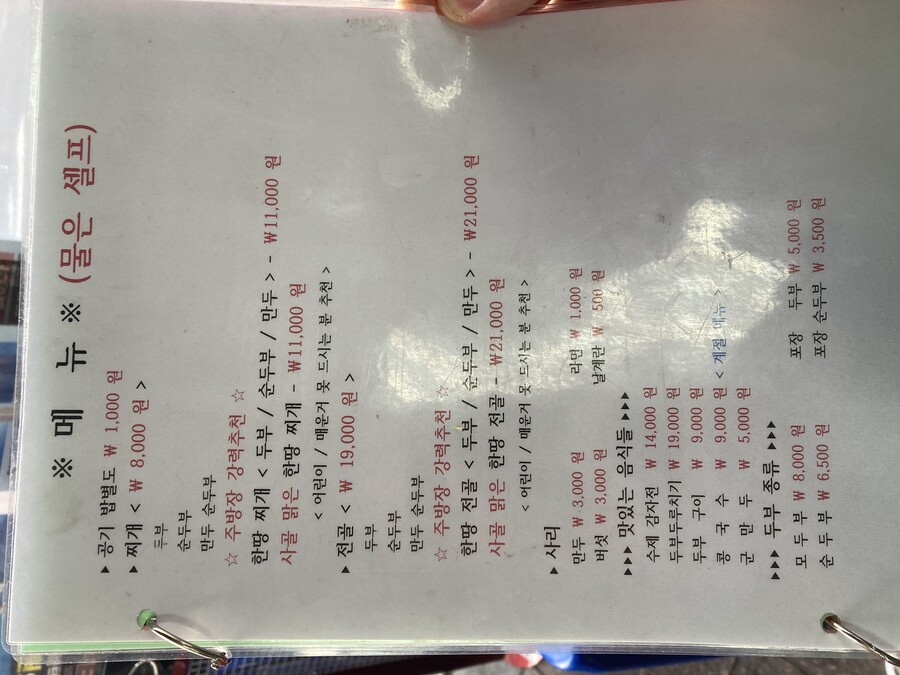 ※ 메 뉴 ※ (물은 셀프)
▶ 공기 밥별도 ₩ 1,000 원
▶ 찌개 < ₩ 8,000 원 >
두부
순두부
만두 순두부
☆ 주방장 강력추천 ☆
한땅 찌개 < 두부 / 순두부 / 만두 > - ₩11,000 원
사골 맑은 한땅 찌개 - ₩11,000 원
< 어린이 / 매운거 못 드시는 분 추천 >
▶ 전골 < ₩ 19,000 원 >
두부
순두부
만두 순두부
☆ 주방장 강력추천 ☆
한땅 전골 < 두부 / 순두부 / 만두 > - ₩21,000 원
사골 맑은 한땅 전골 - ₩21,000 원
< 어린이 / 매운거 못 드시는 분 추천 >
▶ 사리
만두 ₩ 3,000 원 라면 ₩ 1,000 원
버섯 ₩ 3,000 원 날계란 ₩ 500 원
▶▶▶ 맛있는 음식들 ▶▶▶
수제 감자전 ₩ 14,000 원
두부두루치기 ₩ 19,000 원
두부 구이 ₩ 9,000 원
콩 국 수 ₩ 9,000 원 < 계절 메뉴 >
군 만 두 ₩ 5,000 원
▶▶▶ 두부 종류 ▶▶▶
모 두 부 ₩ 8,000 원 포장 두부 ₩ 5,000 원
순 두 부 ₩ 6,500 원 포장 순두부 ₩ 3,500 원